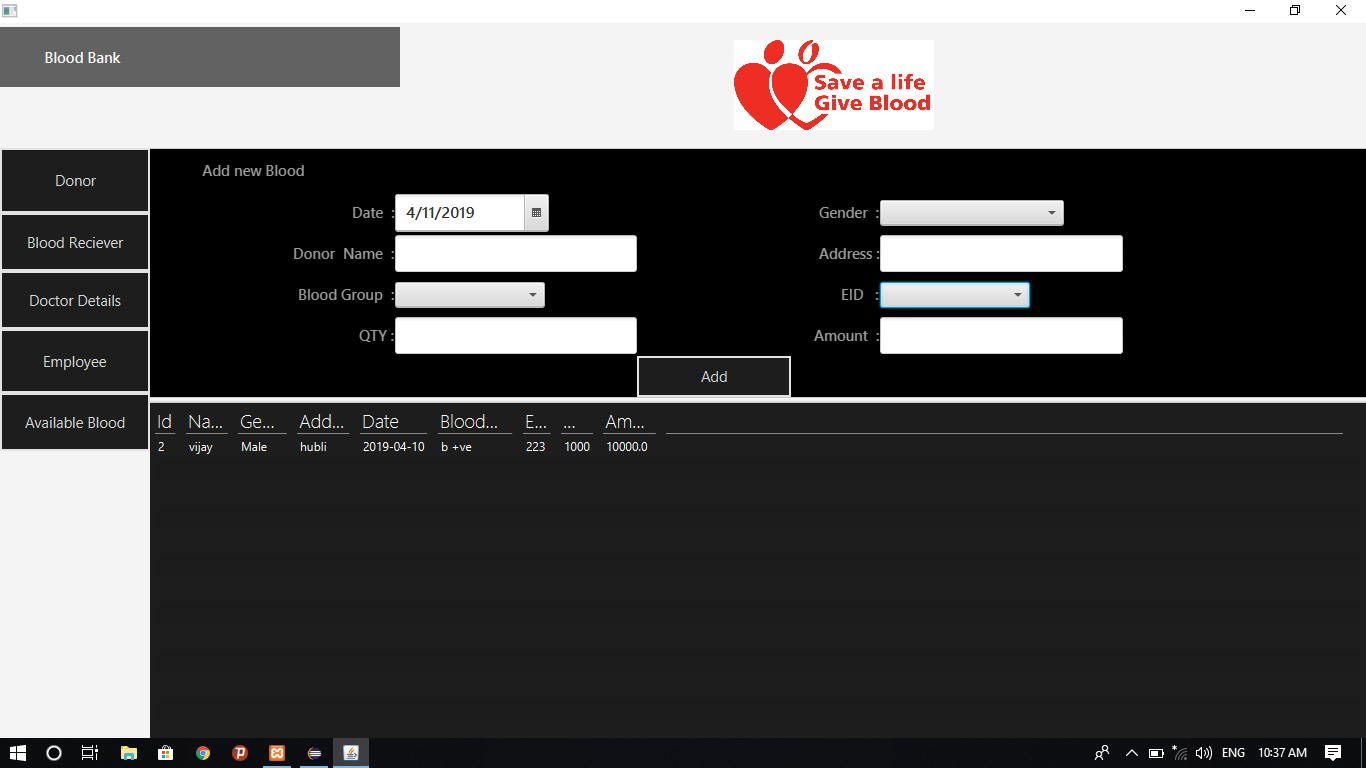 Blood Bank
Save a life
Give Blood
Donor
Blood Reciever
Doctor Details
Employee
Available Blood
Add new Blood
Date : 4/11/2019
Gender :
Donor Name :
Address :
Blood Group :
EID :
QTY :
Amount :
Add
Id Na... Ge... Add... Date Blood... E... ... Am...
2 vijay Male hubli 2019-04-10 b +ve 223 1000 10000.0
ENG 10:37 AM